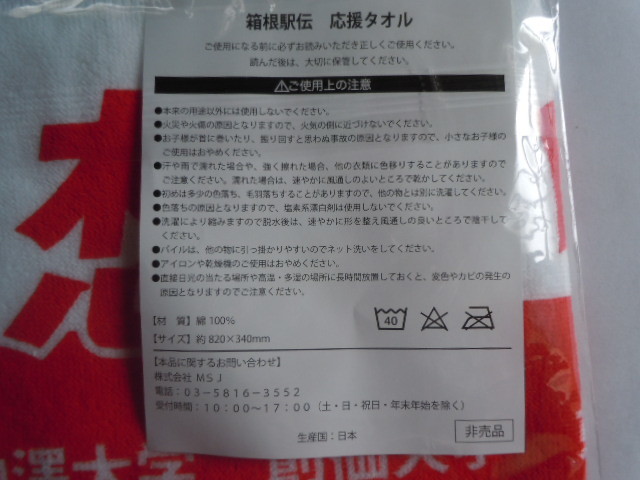 箱根駅伝　応援タオル
ご使用になる前に必ずお読みいただき正しくご使用ください。
読んだ後は、大切に保管してください。
⚠ご使用上の注意
●本来の用途以外には使用しないでください。
●火災や火傷の原因となりますので、火気の側に近づけないでください。
●お子様が首に巻いたり、振り回すと思わぬ事故の原因となりますので、小さなお子様の
ご使用はおやめください。
●汗や雨で濡れた場合や、強く擦れた場合、他の衣類に色移りすることがありますので
ご注意ください。濡れた場合は、速やかに風通しのよいところで乾かしてください。
●初めは多少の色落ち、毛羽落ちすることがありますので、他の物とは別に洗濯してください。
●色落ちの原因となりますので、塩素系漂白剤は使用しないでください。
●洗濯により縮みますので脱水後は、速やかに形を整え風通しの良いところで陰干して
ください。
●パイルは、他の物に引っ掛かりやすいのでネット洗いをしてください。
●アイロンや乾燥機のご使用はおやめください。
●直接日光の当たる場所や高温・多湿の場所に長時間放置しておくと、変色やカビの発生の
原因となりますのでご注意ください。
【材　質】綿100％
【サイズ】約820×340mm
40
【本品に関するお問い合わせ】
株式会社ＭＳＪ
電話：０３−５８１６−３５５２
受付時間：１０：００〜１７：００（土・日・祝日・年末年始を除く）
生産国：日本
非売品
澤大学　創価大学